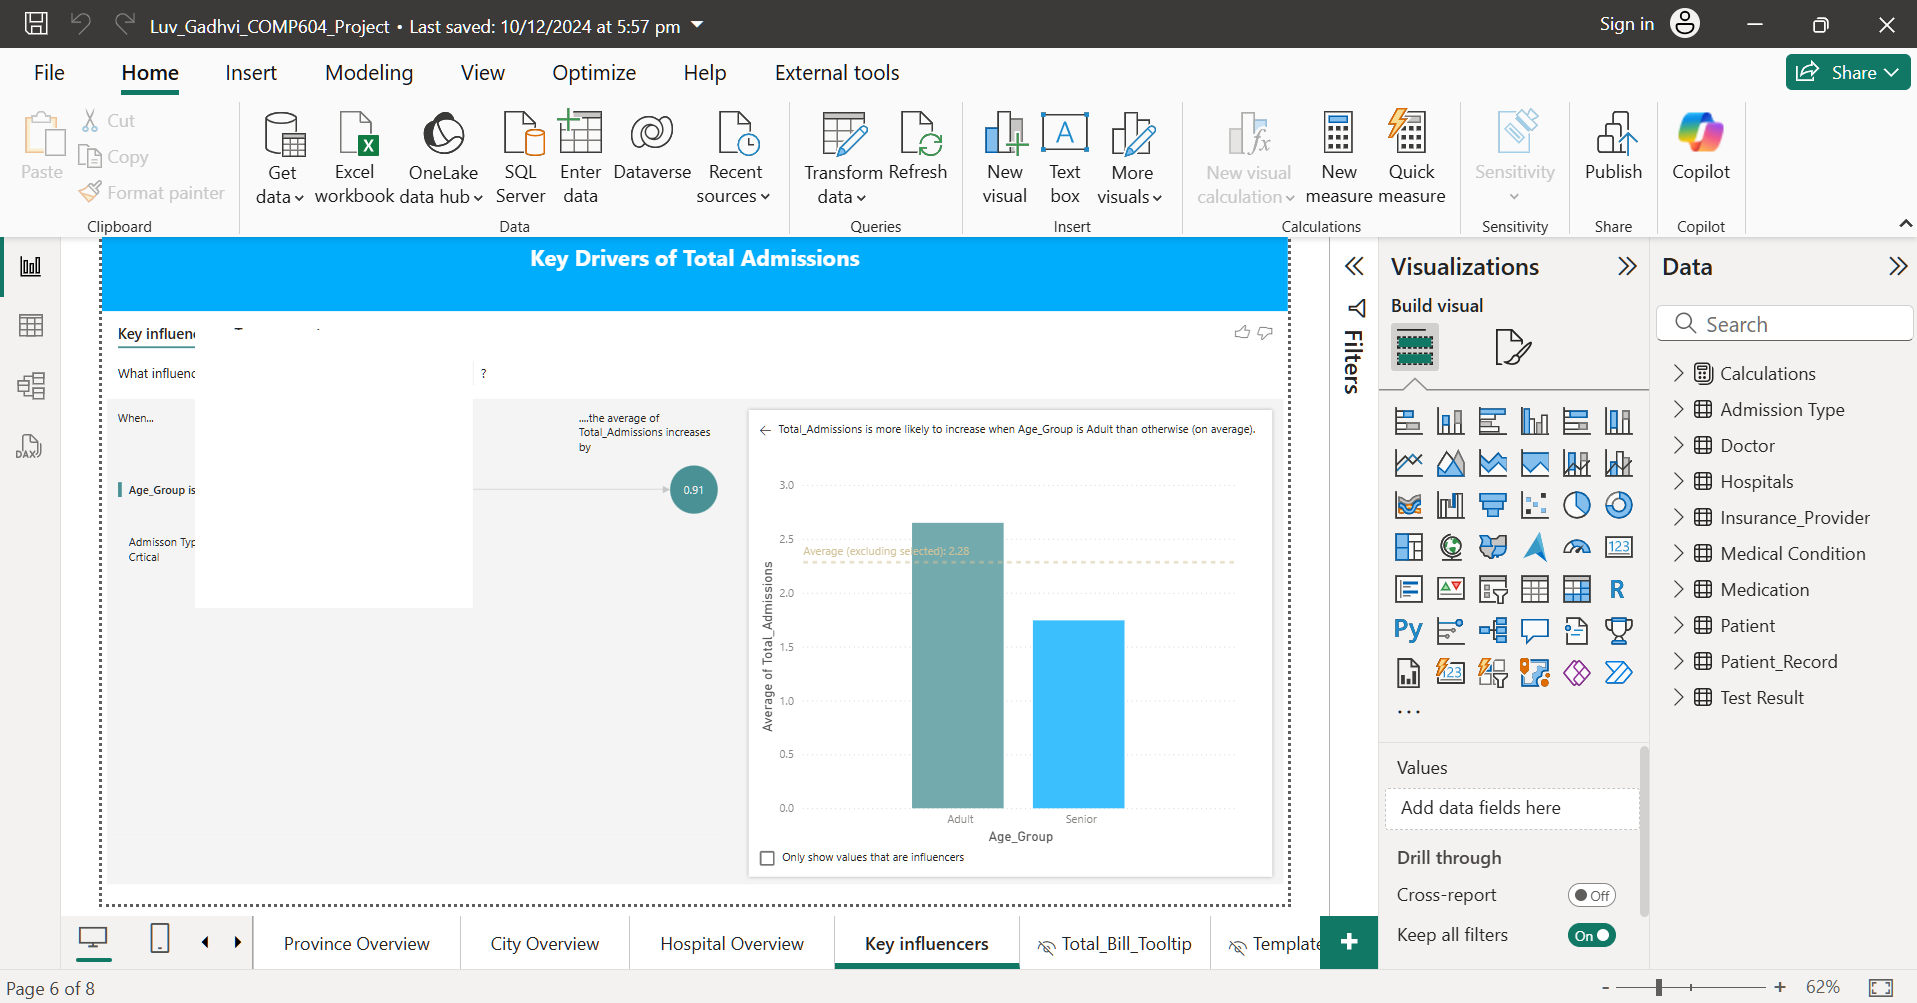 Luv_Gadhvi_COMP604_Project • Last saved: 10/12/2024 at 5:57 pm
Sign in
File Home Insert Modeling View Optimize Help External tools
Share
Paste
Cut
Copy
Format painter
Clipboard
Get data
Excel workbook
OneLake data hub
SQL Server
Enter data
Dataverse
Recent sources
Data
Transform data
Refresh
Queries
New visual
Text box
More visuals
Insert
New visual calculation
New measure
Quick measure
Calculations
Sensitivity
Sensitivity
Publish
Share
Copilot
Copilot
DAX
Key Drivers of Total Admissions
Key influen
What influenc
?
When...
....the average of
Total_Admissions increases
by
Age_Group is
0.91
Admisson Typ
Crtical
Total_Admissions is more likely to increase when Age_Group is Adult than otherwise (on average).
3.0
2.5
2.0
1.5
1.0
0.5
0.0
Average (excluding selected): 2.28
Average of Total_Admissions
Adult Senior
Age_Group
Only show values that are influencers
Filters
Visualizations
Build visual
123
R
Py
123
...
Values
Add data fields here
Drill through
Cross-report
Off
Keep all filters
On
Data
Search
Calculations
Admission Type
Doctor
Hospitals
Insurance_Provider
Medical Condition
Medication
Patient
Patient_Record
Test Result
Province Overview City Overview Hospital Overview Key influencers Total_Bill_Tooltip Template
+
Page 6 of 8
- + 62%